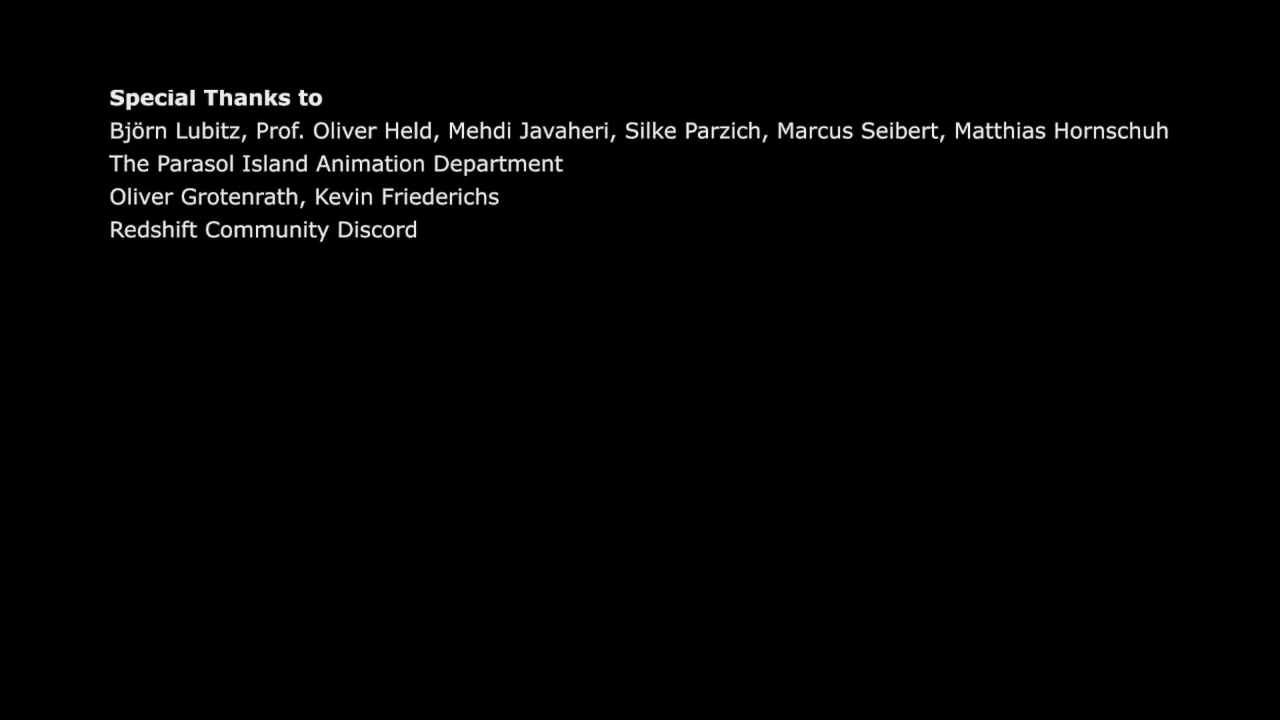 Special Thanks to
Björn Lubitz, Prof. Oliver Held, Mehdi Javaheri, Silke Parzich, Marcus Seibert, Matthias Hornschuh
The Parasol Island Animation Department
Oliver Grotenrath, Kevin Friederichs
Redshift Community Discord